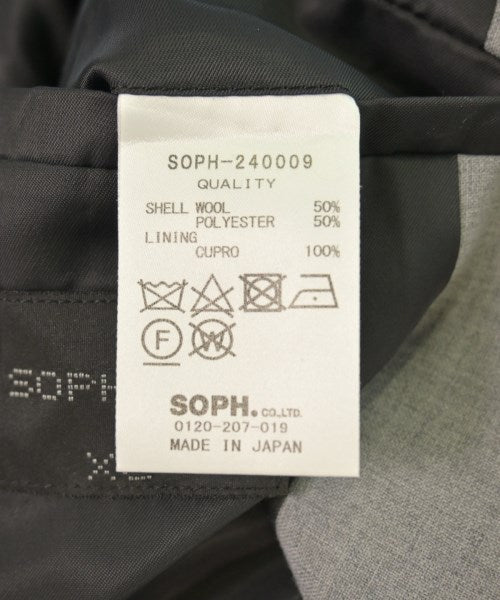 SOPH-240009
QUALITY
SHELL WOOL 50%
POLYESTER 50%
LINING
CUPRO 100%
F W
SOPH. CO.,LTD.
0120-207-019
MADE IN JAPAN
SOPH